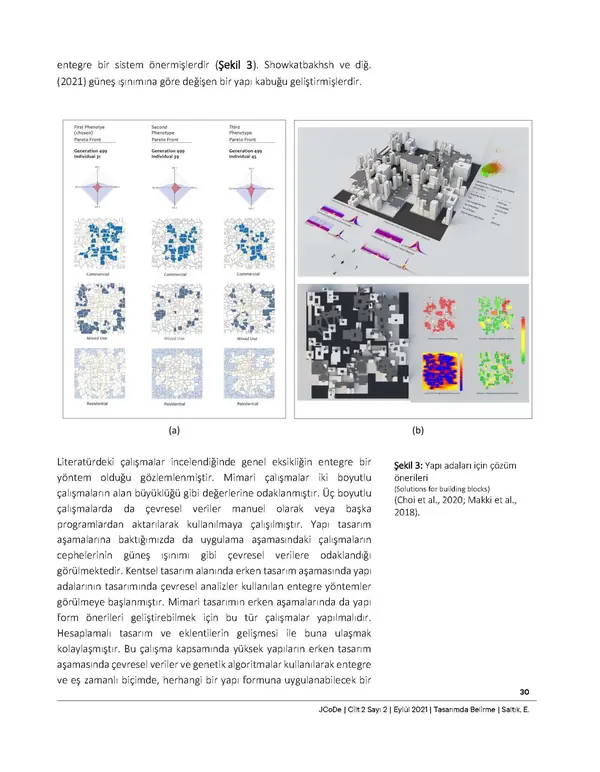 entegre bir sistem önermişlerdir (Şekil 3). Showkatbakhsh ve diğ.
(2021) güneş ışınımına göre değişen bir yapı kabuğu geliştirmişlerdir.
First Phenotye
(chosen)
Pareto Front
Generation 499
Individual 31
Second
Phenotype
Pareto Front
Generation 499
Individual 39
Third
Phenotype
Pareto Front
Generation 499
Individual 45
Commercial
Commercial
Commercial
Mixed Use
Mixed Use
Mixed Use
Residential
Residential
Residential
(a)
(b)
Literatürdeki çalışmalar incelendiğinde genel eksikliğin entegre bir
yöntem olduğu gözlemlenmiştir. Mimari çalışmalar iki boyutlu
çalışmaların alan büyüklüğü gibi değerlerine odaklanmıştır. Üç boyutlu
çalışmalarda da çevresel veriler manuel olarak veya başka
programlardan aktarılarak kullanılmaya çalışılmıştır. Yapı tasarım
aşamalarına baktığımızda da uygulama aşamasındaki çalışmaların
cephelerinin güneş ışınımı gibi çevresel verilere odaklandığı
görülmektedir. Kentsel tasarım alanında erken tasarım aşamasında yapı
adalarının tasarımında çevresel analizler kullanılan entegre yöntemler
görülmeye başlanmıştır. Mimari tasarımın erken aşamalarında da yapı
form önerileri geliştirebilmek için bu tür çalışmalar yapılmalıdır.
Hesaplamalı tasarım ve eklentilerin gelişmesi ile buna ulaşmak
kolaylaşmıştır. Bu çalışma kapsamında yüksek yapıların erken tasarım
aşamasında çevresel veriler ve genetik algoritmalar kullanılarak entegre
ve eş zamanlı biçimde, herhangi bir yapı formuna uygulanabilecek bir
Şekil 3: Yapı adaları için çözüm
önerileri
(Solutions for building blocks)
(Choi et al., 2020; Makki et al.,
2018).
30
JCoDe | Cilt 2 Sayı 2 | Eylül 2021 | Tasarımda Belirme | Saltık, E.